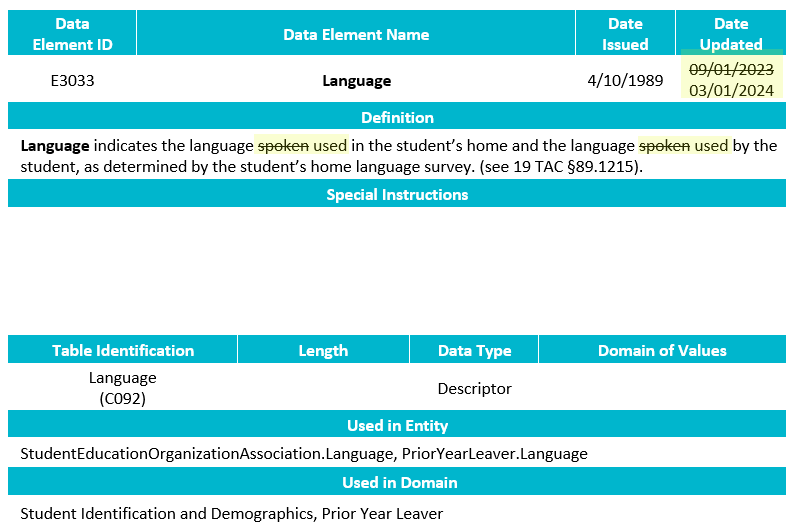 Data Element ID
Data Element Name
Date Issued
Date Updated
E3033
Language
4/10/1989
09/01/2023
03/01/2024
Definition
Language indicates the language spoken used in the student’s home and the language spoken used by the
student, as determined by the student’s home language survey. (see 19 TAC §89.1215).
Special Instructions
Table Identification
Length
Data Type
Domain of Values
Language
(C092)
Descriptor
Used in Entity
StudentEducationOrganizationAssociation.Language, PriorYearLeaver.Language
Used in Domain
Student Identification and Demographics, Prior Year Leaver